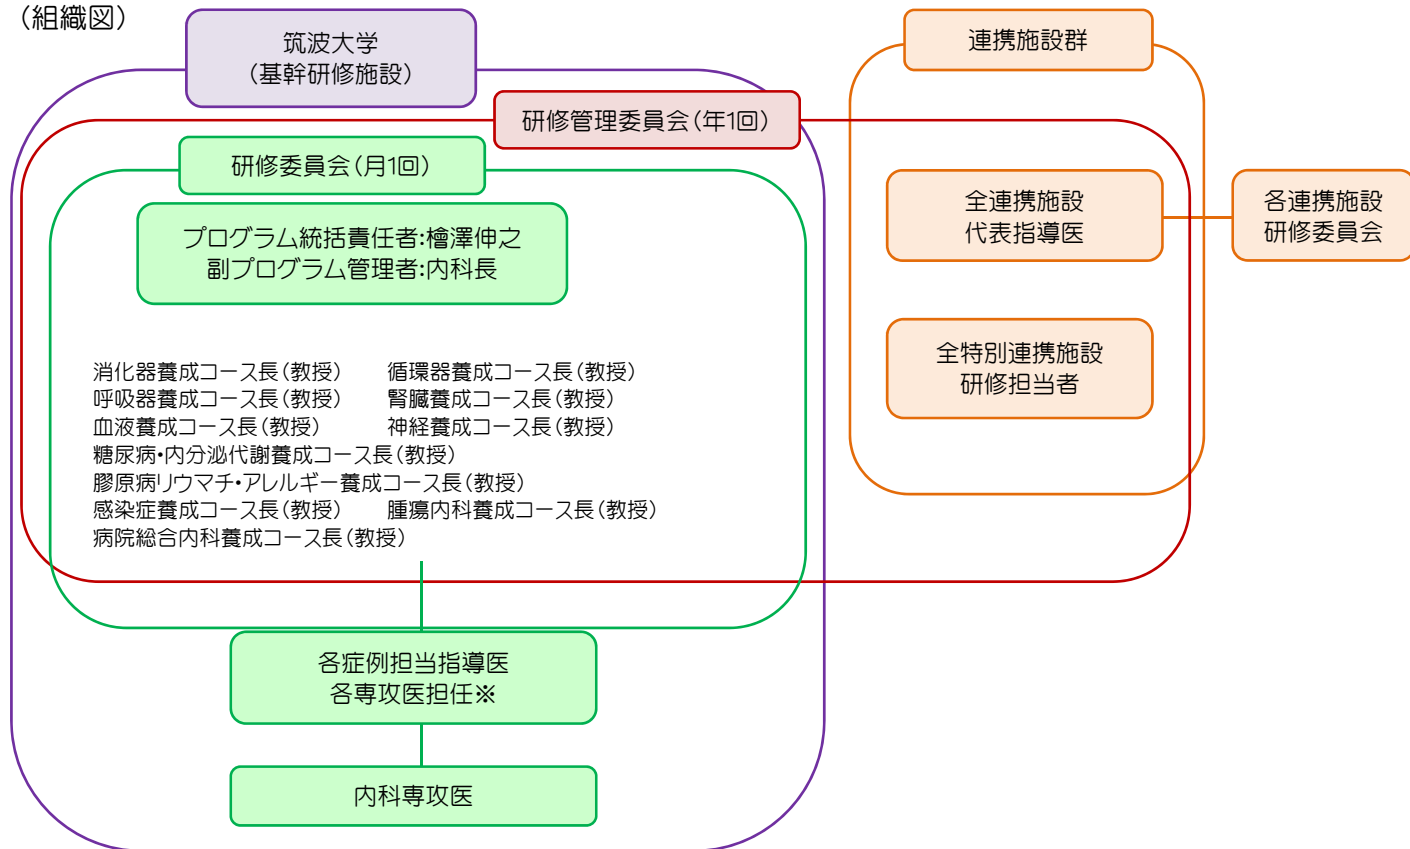 （組織図）
筑波大学
（基幹研修施設）
連携施設群
研修管理委員会（年1回）
研修委員会（月1回）
プログラム統括責任者:檜澤伸之
副プログラム管理者:内科長
全連携施設
代表指導医
各連携施設
研修委員会
全特別連携施設
研修担当者
消化器養成コース長（教授）　循環器養成コース長（教授）
呼吸器養成コース長（教授）　腎臓養成コース長（教授）
血液養成コース長（教授）　神経養成コース長（教授）
糖尿病・内分泌代謝養成コース長（教授）
膠原病リウマチ・アレルギー養成コース長（教授）
感染症養成コース長（教授）　腫瘍内科養成コース長（教授）
病院総合内科養成コース長（教授）
各症例担当指導医
各専攻医担任※
内科専攻医